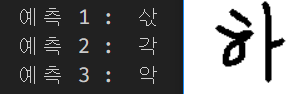 예측 1 : 삯
예측 2 : 각
예측 3 : 악
하